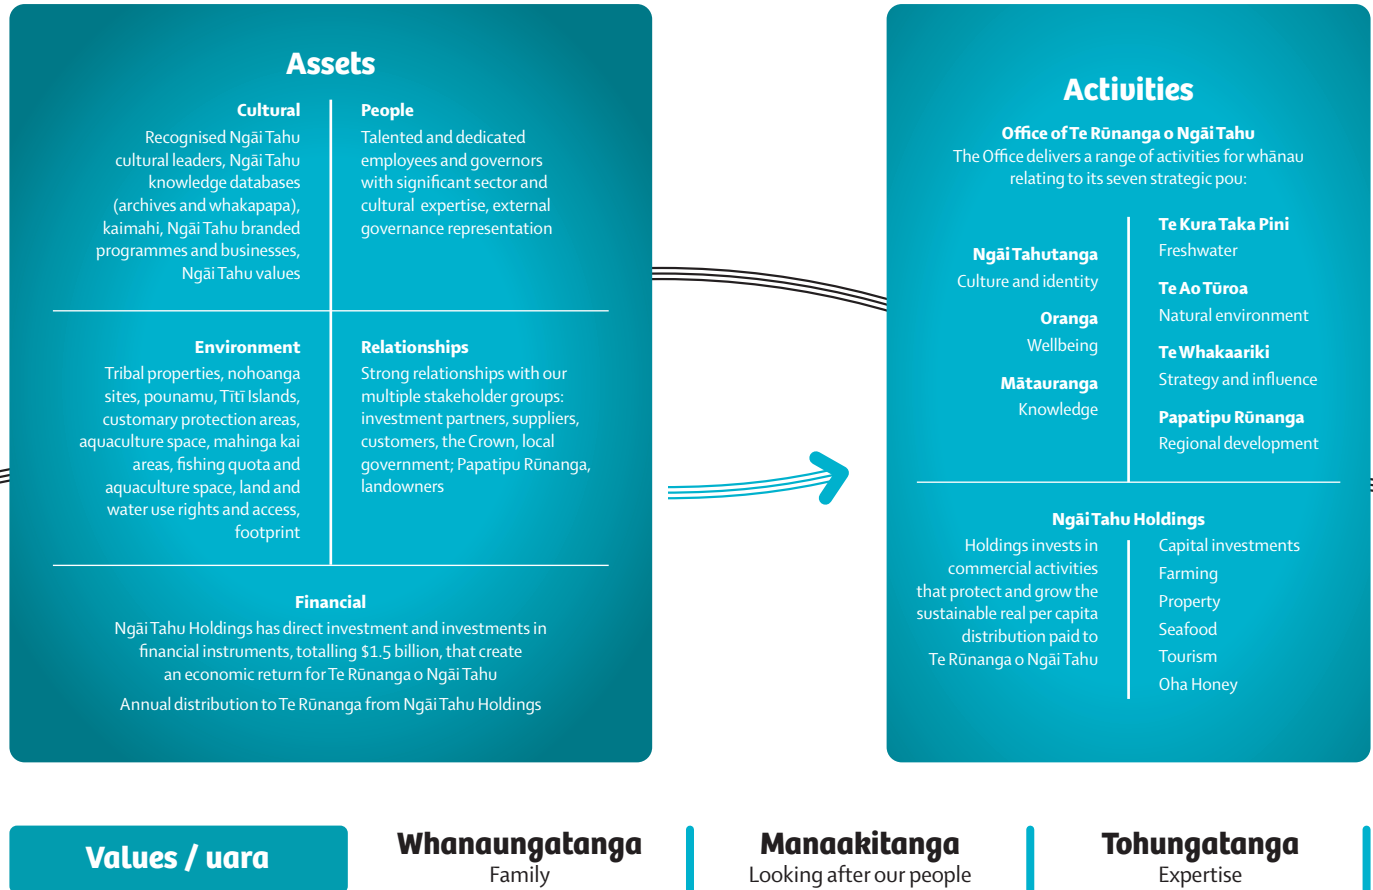 Assets
Cultural
Recognised Ngāi Tahu
cultural leaders, Ngāi Tahu
knowledge databases
(archives and whakapapa),
kaimahi, Ngāi Tahu branded
programmes and businesses,
Ngāi Tahu values
People
Talented and dedicated
employees and governors
with significant sector and
cultural expertise, external
governance representation
Environment
Tribal properties, nohoanga
sites, pounamu, Tītī Islands,
customary protection areas,
aquaculture space, mahinga kai
areas, fishing quota and
aquaculture space, land and
water use rights and access,
footprint
Relationships
Strong relationships with our
multiple stakeholder groups:
investment partners, suppliers,
customers, the Crown, local
government; Papatipu Rūnanga,
landowners
Financial
Ngāi Tahu Holdings has direct investment and investments in
financial instruments, totalling $1.5 billion, that create
an economic return for Te Rūnanga o Ngāi Tahu
Annual distribution to Te Rūnanga from Ngāi Tahu Holdings
Activities
Office of Te Rūnanga o Ngāi Tahu
The Office delivers a range of activities for whānau
relating to its seven strategic pou:
Ngāi Tahutanga
Culture and identity
Oranga
Wellbeing
Mātauranga
Knowledge
Te Kura Taka Pini
Freshwater
Te Ao Tūroa
Natural environment
Te Whakaariki
Strategy and influence
Papatipu Rūnanga
Regional development
Ngāi Tahu Holdings
Holdings invests in
commercial activities
that protect and grow the
sustainable real per capita
distribution paid to
Te Rūnanga o Ngāi Tahu
Capital investments
Farming
Property
Seafood
Tourism
Oha Honey
Values / uara
Whanaungatanga
Family
Manaakitanga
Looking after our people
Tohungatanga
Expertise